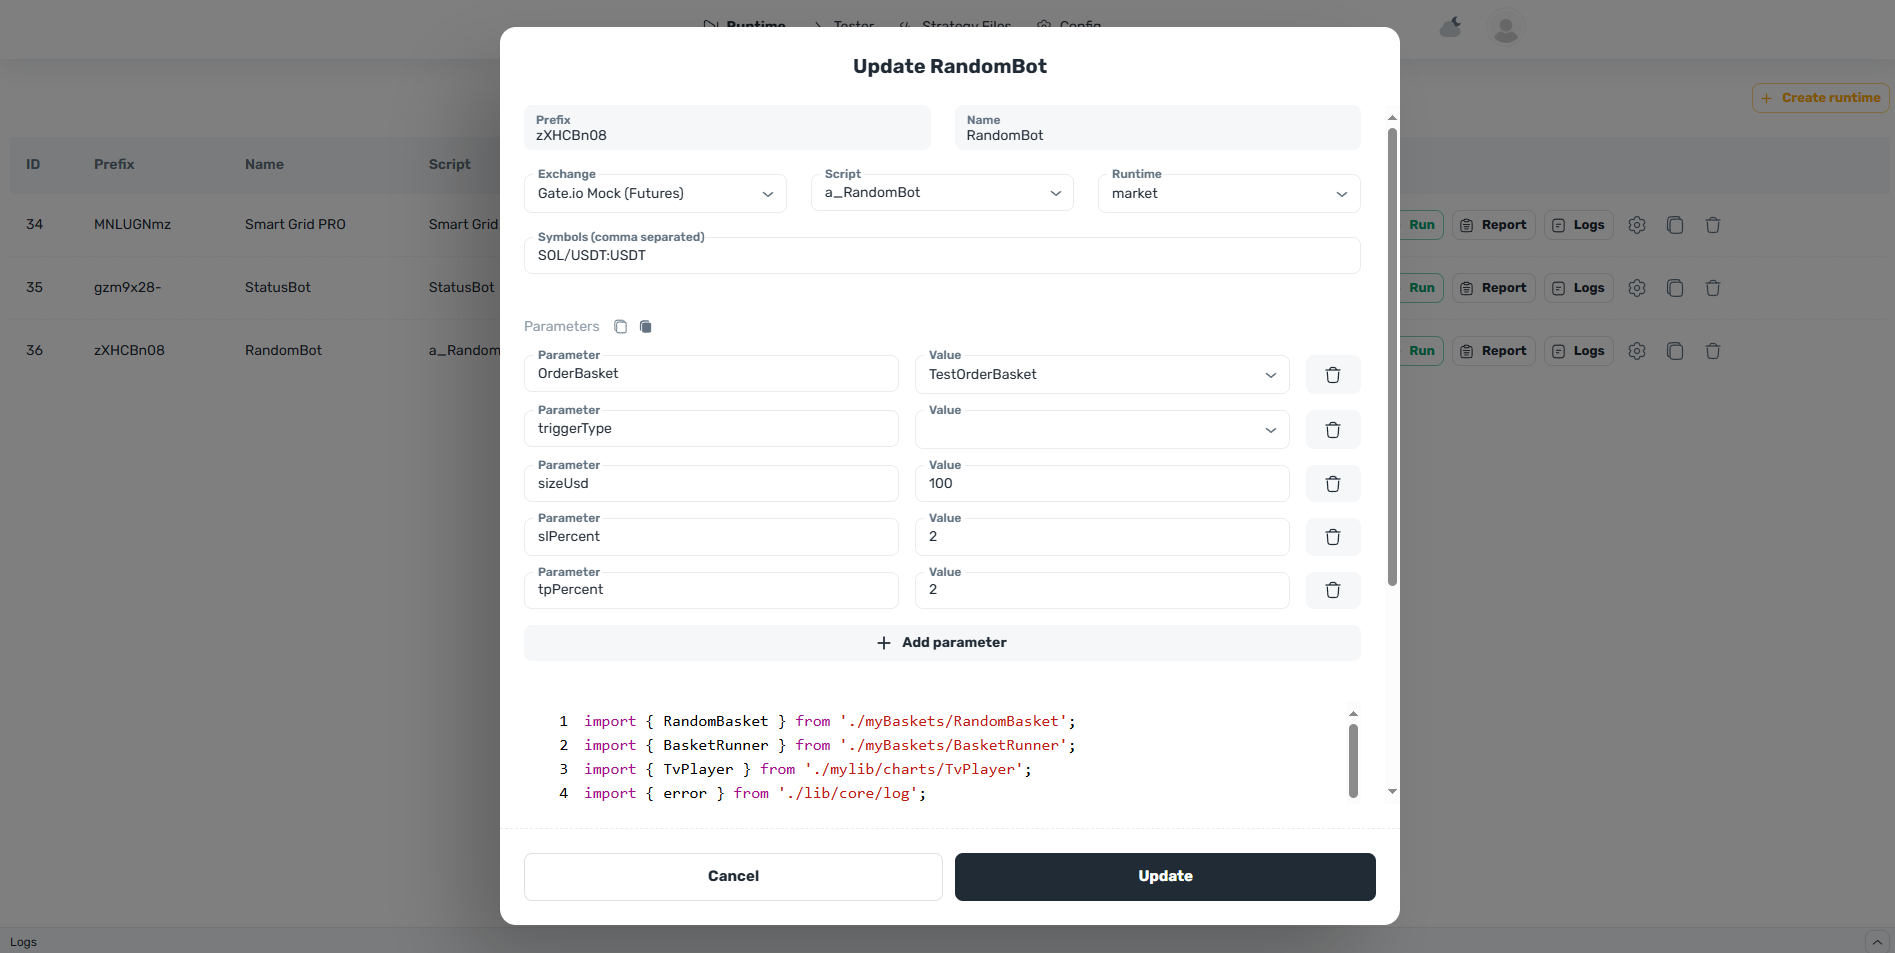 Runtime Tester Strategy Files Config
Update RandomBot
Create runtime
Prefix
zXHCBn08
Name
RandomBot
ID Prefix Name Script
Exchange
Gate.io Mock (Futures)
Script
a_RandomBot
Runtime
market
34 MNLUGNmz Smart Grid PRO Smart Grid Run Report Logs
Symbols (comma separated)
SOL/USDT:USDT
35 gzm9x28- StatusBot StatusBot Run Report Logs
Parameters
36 zXHCBn08 RandomBot a_Random Run Report Logs
Parameter
OrderBasket
Value
TestOrderBasket
Parameter
triggerType
Value
Parameter
sizeUsd
Value
100
Parameter
slPercent
Value
2
Parameter
tpPercent
Value
2
Add parameter
1 import { RandomBasket } from './myBaskets/RandomBasket';
2 import { BasketRunner } from './myBaskets/BasketRunner';
3 import { TvPlayer } from './mylib/charts/TvPlayer';
4 import { error } from './lib/core/log';
Cancel
Update
Logs